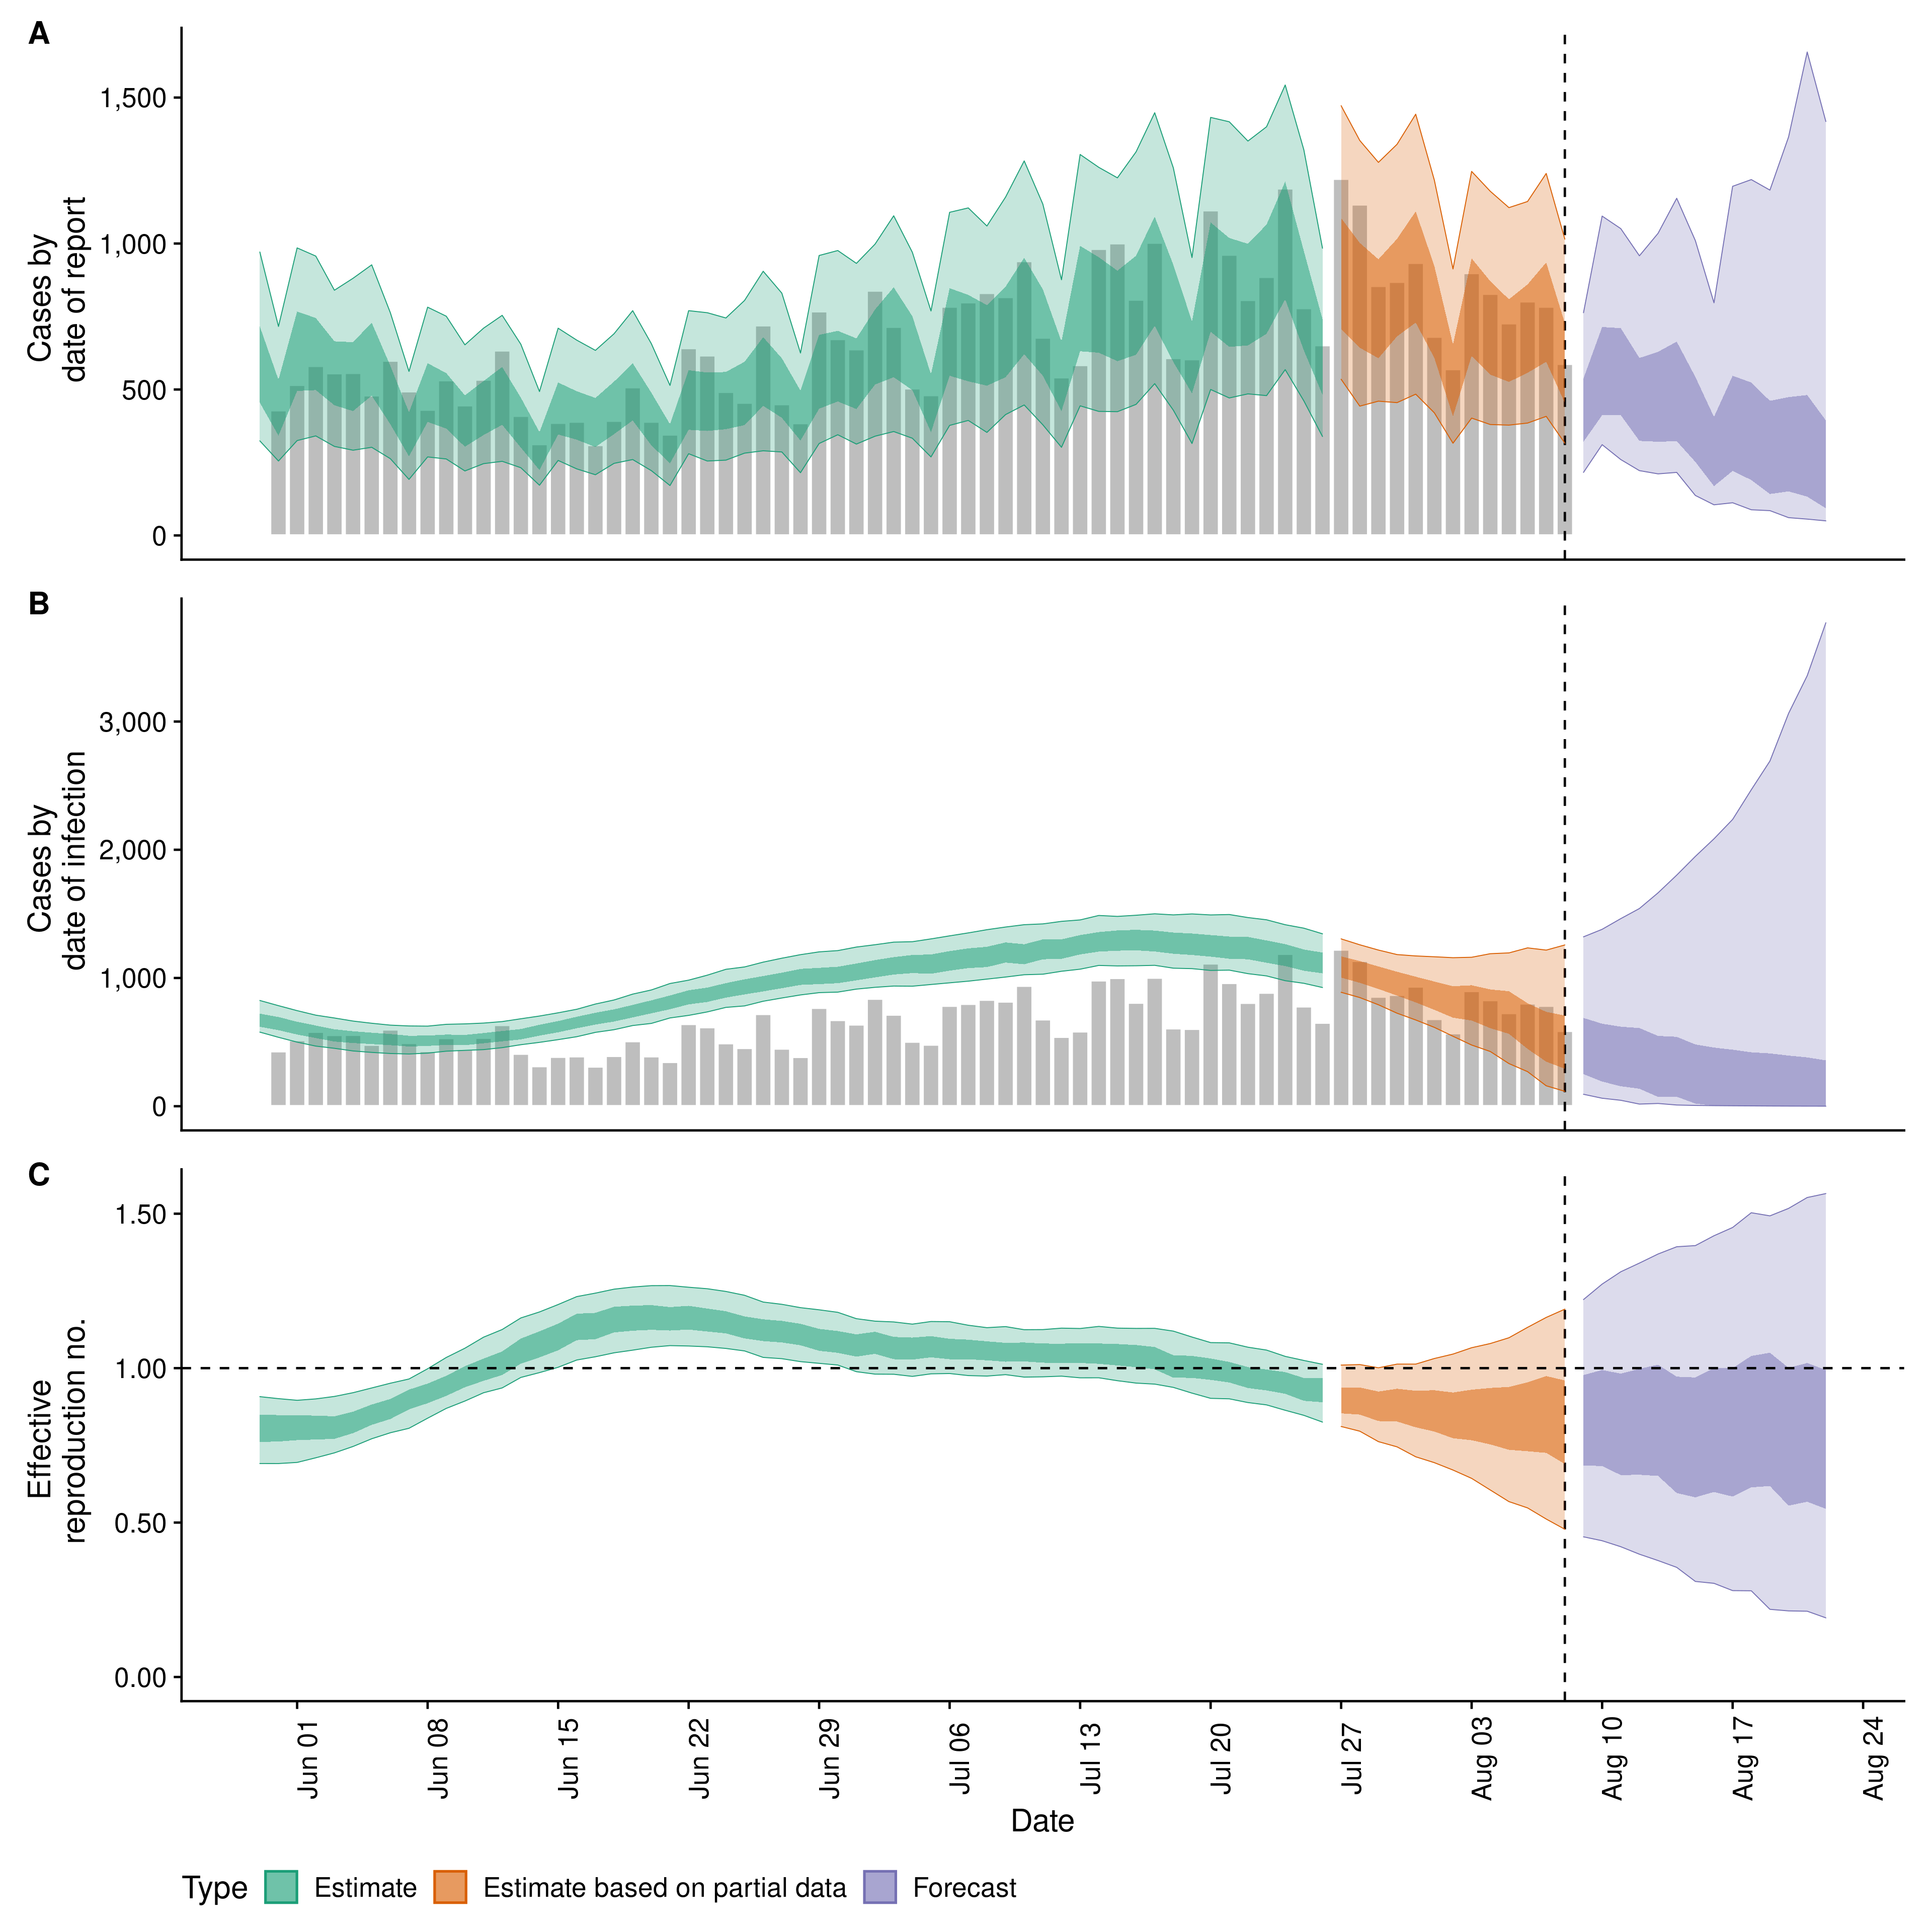 A
Cases by
date of report
1,500
1,000
500
0
B
Cases by
date of infection
3,000
2,000
1,000
0
C
Effective
reproduction no.
1.50
1.00
0.50
0.00
Jun 01
Jun 08
Jun 15
Jun 22
Jun 29
Jul 06
Jul 13
Jul 20
Jul 27
Aug 03
Aug 10
Aug 17
Aug 24
Date
Type Estimate Estimate based on partial data Forecast